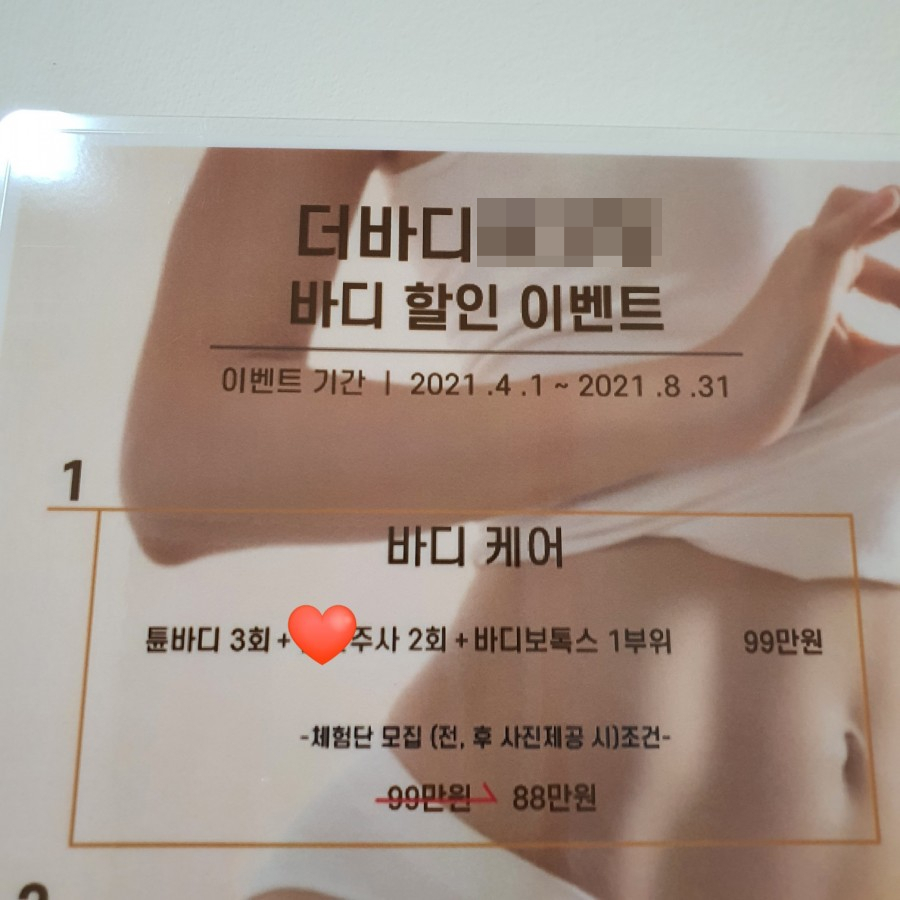 더바디
바디 할인 이벤트
이벤트 기간 | 2021 .4 .1 ~ 2021 .8 .31
1
바디 케어
튠바디 3회 + 주사 2회 + 바디보톡스 1부위 99만원
-체험단 모집 (전, 후 사진제공 시)조건-
99만원 88만원